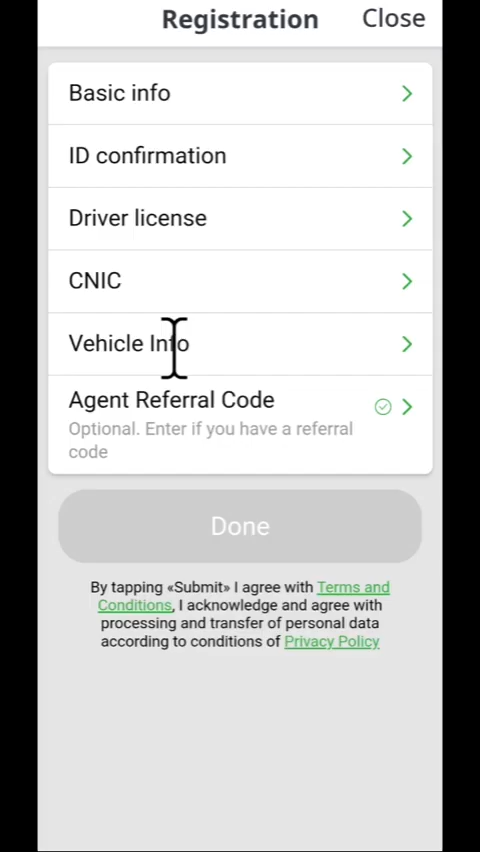 Registration Close
Basic info
ID confirmation
Driver license
CNIC
Vehicle Info
Agent Referral Code
Optional. Enter if you have a referral
code
Done
By tapping «Submit» I agree with Terms and
Conditions, I acknowledge and agree with
processing and transfer of personal data
according to conditions of Privacy Policy